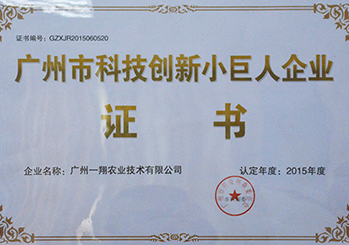 证书编号：GZXJR2015060520
广州市科技创新小巨人企业
证 书
企业名称：广州一翔农业技术有限公司 认定年度：2015年度